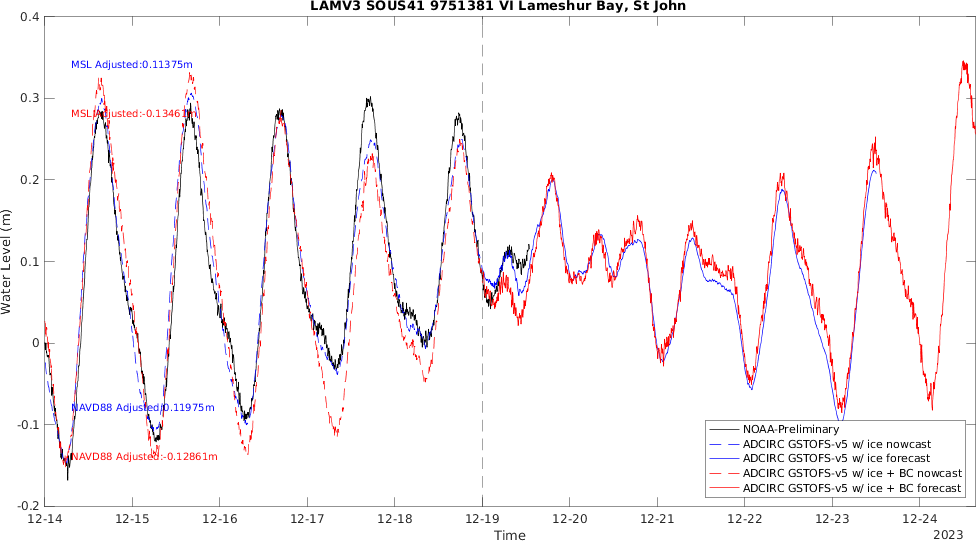 LAMV3 SOUS41 9751381 VI Lameshur Bay, St John
0.4
0.3
0.2
0.1
0
-0.1
-0.2
Water Level (m)
MSL Adjusted:0.11375m
MSL Adjusted:-0.13461
NAVD88 Adjusted:0.11975m
NAVD88 Adjusted:-0.12861m
NOAA-Preliminary
ADCIRC GSTOFS-v5 w/ ice nowcast
ADCIRC GSTOFS-v5 w/ ice forecast
ADCIRC GSTOFS-v5 w/ ice + BC nowcast
ADCIRC GSTOFS-v5 w/ ice + BC forecast
12-14 12-15 12-16 12-17 12-18 12-19 12-20 12-21 12-22 12-23 12-24
Time
2023